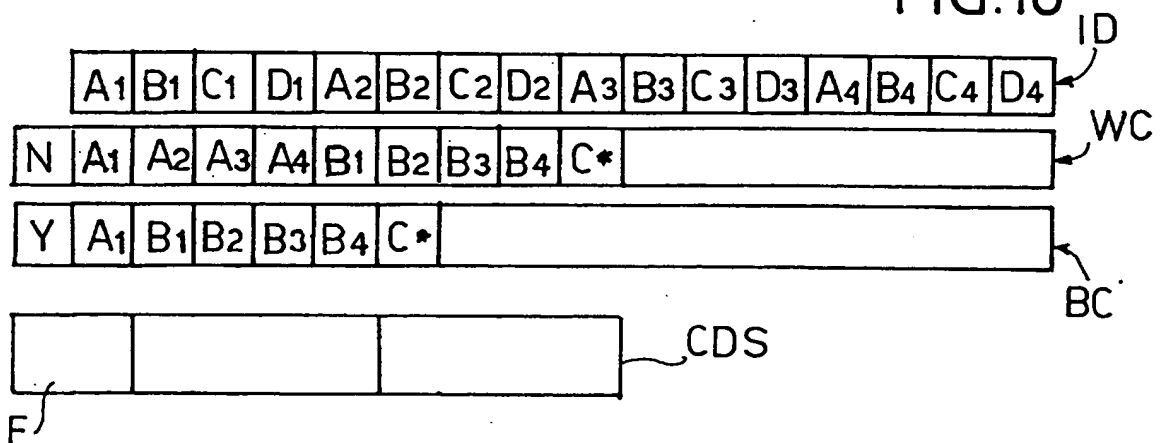 ID
A1 B1 C1 D1 A2 B2 C2 D2 A3 B3 C3 D3 A4 B4 C4 D4
WC
N A1 A2 A3 A4 B1 B2 B3 B4 C*
Y A1 B1 B2 B3 B4 C*
BC
CDS